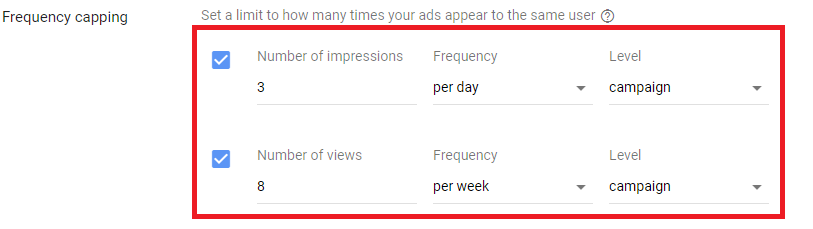 Frequency capping
Set a limit to how many times your ads appear to the same user ?
Number of impressions Frequency Level
3 per day campaign
Number of views Frequency Level
8 per week campaign